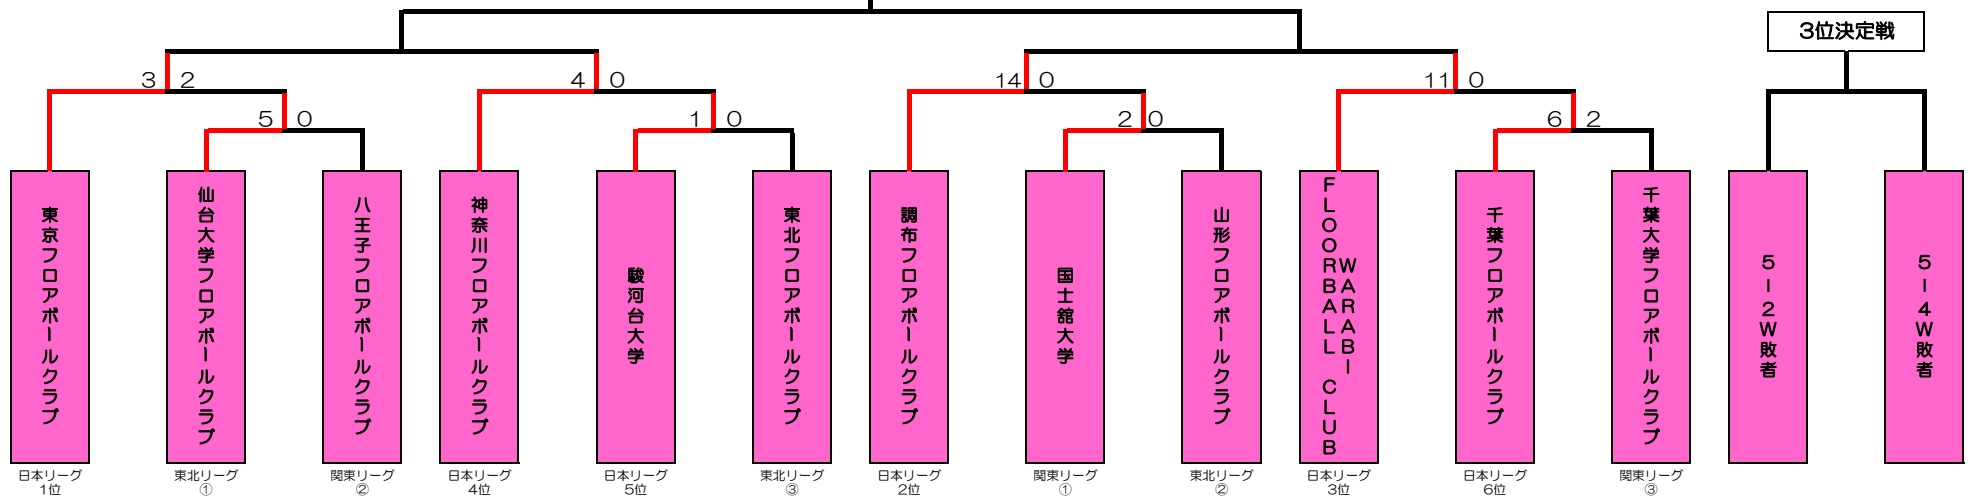 3位決定戦
3 2
4 0
14 0
11 0
5 0
1 0
2 0
6 2
東京フロアボールクラブ
仙台大学フロアボールクラブ
八王子フロアボールクラブ
神奈川フロアボールクラブ
駿河台大学
東北フロアボールクラブ
調布フロアボールクラブ
国士舘大学
山形フロアボールクラブ
WARABI
FLOORBALL CLUB
千葉フロアボールクラブ
千葉大学フロアボールクラブ
5-2W敗者
5-4W敗者
日本リーグ
1位
東北リーグ
①
関東リーグ
②
日本リーグ
4位
日本リーグ
5位
東北リーグ
③
日本リーグ
2位
関東リーグ
①
東北リーグ
②
日本リーグ
3位
日本リーグ
6位
関東リーグ
③